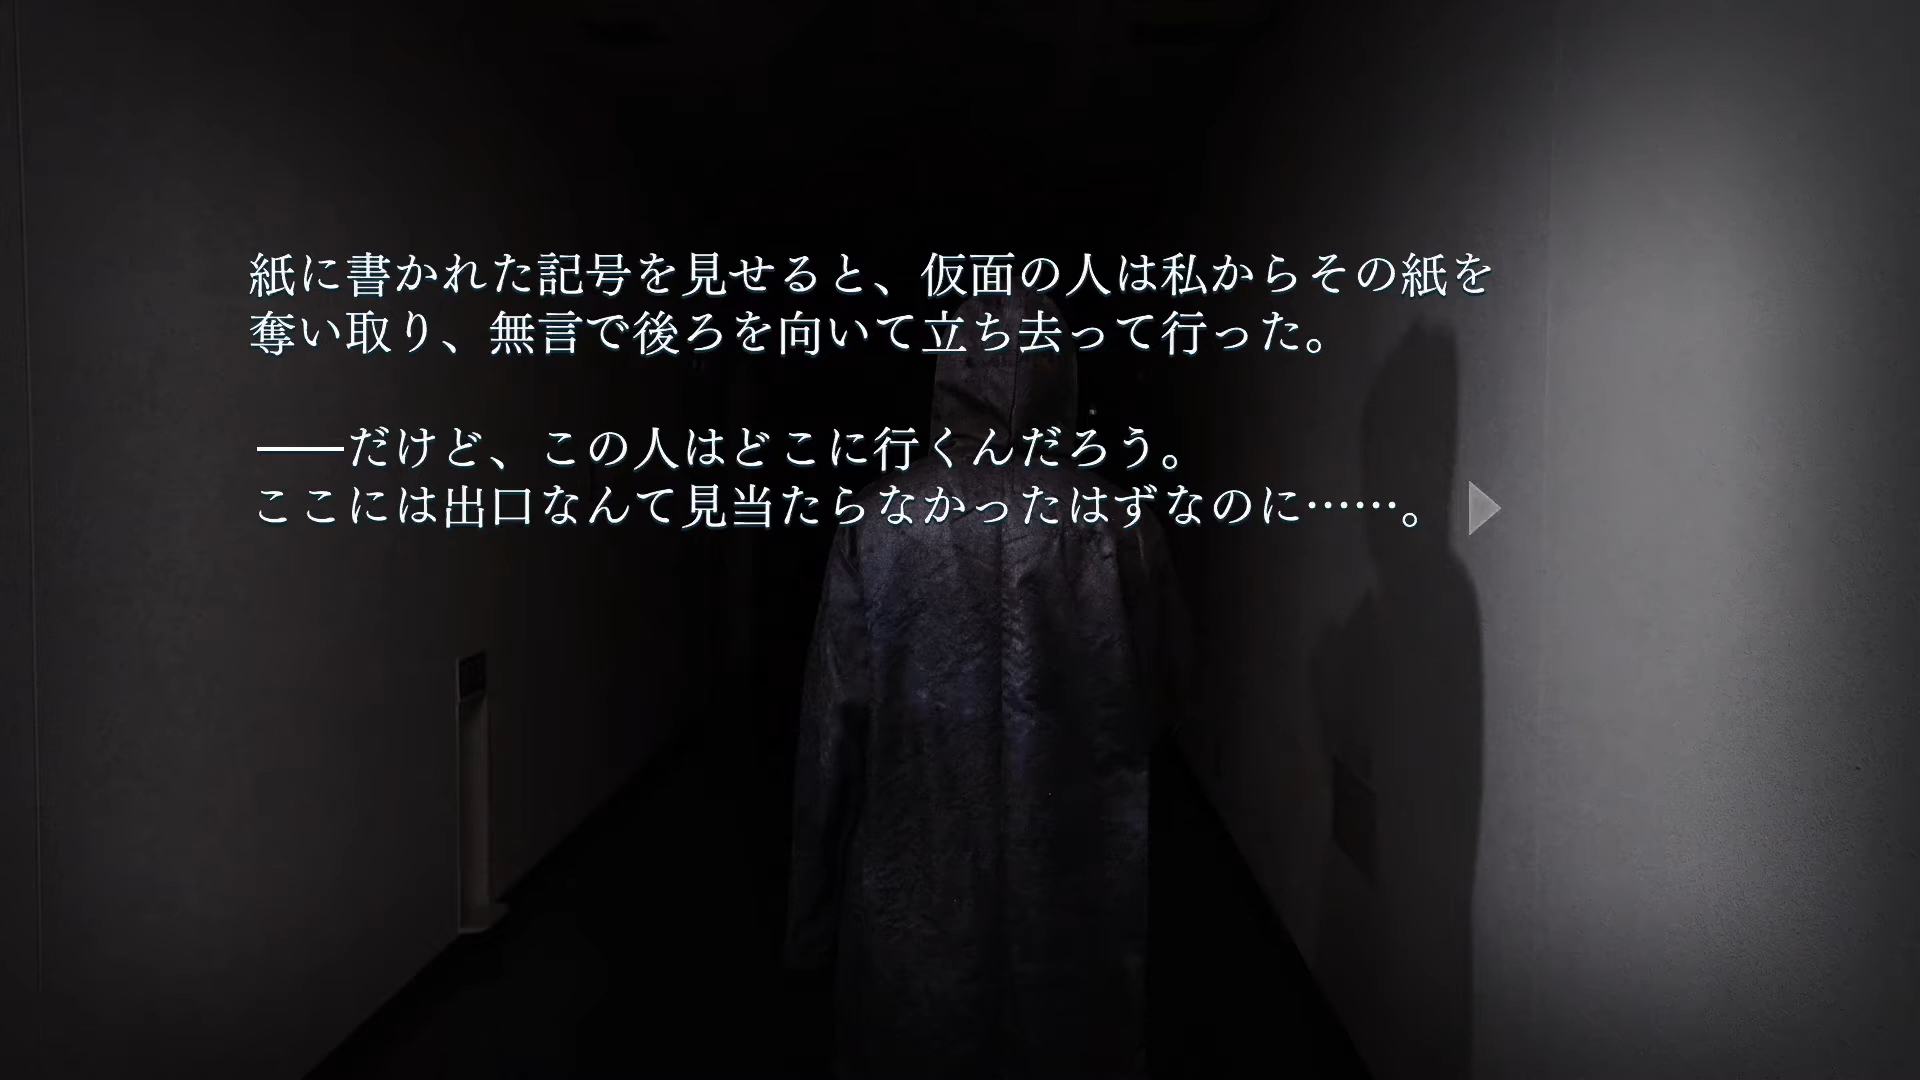 紙に書かれた記号を見せると、仮面の人は私からその紙を
奪い取り、無言で後ろを向いて立ち去って行った。
――だけど、この人はどこに行くんだろう。
ここには出口なんて見当たらなかったはずなのに……。